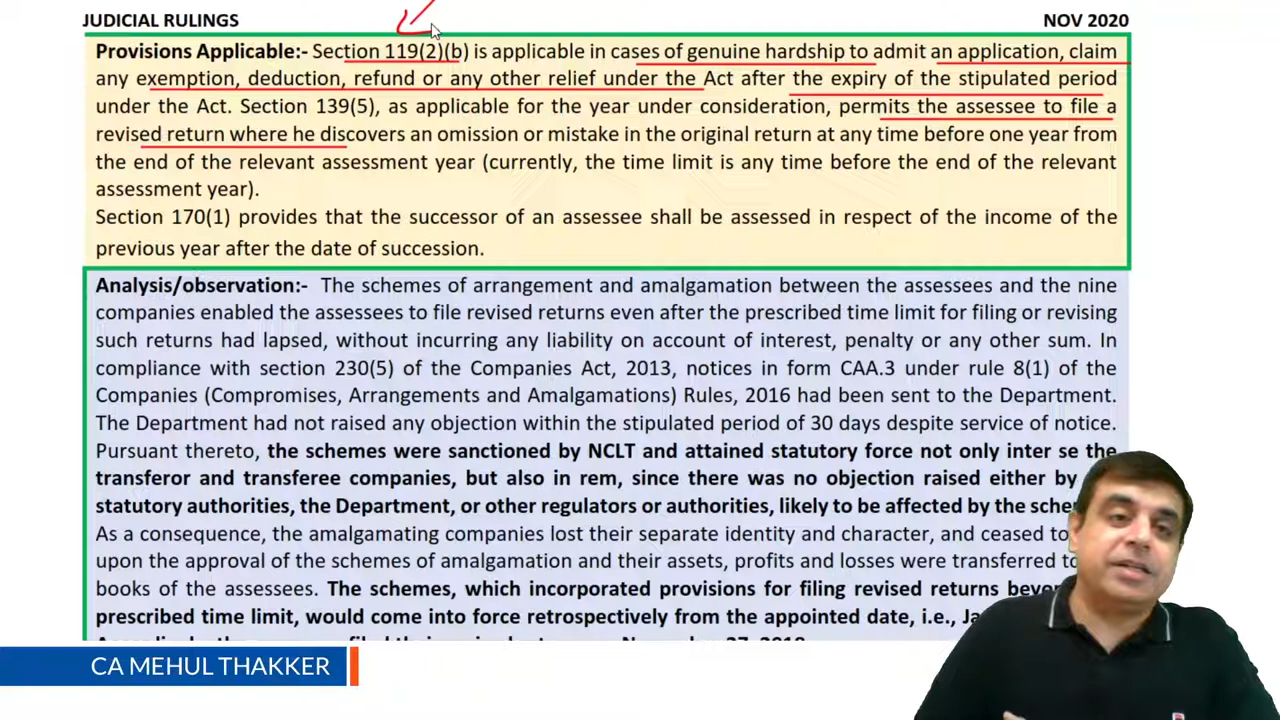 JUDICIAL RULINGS NOV 2020
Provisions Applicable:- Section 119(2)(b) is applicable in cases of genuine hardship to admit an application, claim
any exemption, deduction, refund or any other relief under the Act after the expiry of the stipulated period
under the Act. Section 139(5), as applicable for the year under consideration, permits the assessee to file a
revised return where he discovers an omission or mistake in the original return at any time before one year from
the end of the relevant assessment year (currently, the time limit is any time before the end of the relevant
assessment year).
Section 170(1) provides that the successor of an assessee shall be assessed in respect of the income of the
previous year after the date of succession.
Analysis/observation:- The schemes of arrangement and amalgamation between the assessees and the nine
companies enabled the assessees to file revised returns even after the prescribed time limit for filing or revising
such returns had lapsed, without incurring any liability on account of interest, penalty or any other sum. In
compliance with section 230(5) of the Companies Act, 2013, notices in form CAA.3 under rule 8(1) of the
Companies (Compromises, Arrangements and Amalgamations) Rules, 2016 had been sent to the Department.
The Department had not raised any objection within the stipulated period of 30 days despite service of notice.
Pursuant thereto, the schemes were sanctioned by NCLT and attained statutory force not only inter se the
transferor and transferee companies, but also in rem, since there was no objection raised either by
statutory authorities, the Department, or other regulators or authorities, likely to be affected by the
As a consequence, the amalgamating companies lost their separate identity and character, and ceased to
upon the approval of the schemes of amalgamation and their assets, profits and losses were transferred to
books of the assessees. The schemes, which incorporated provisions for filing revised returns
prescribed time limit, would come into force retrospectively from the appointed date, i.e.,
CA MEHUL THAKKER